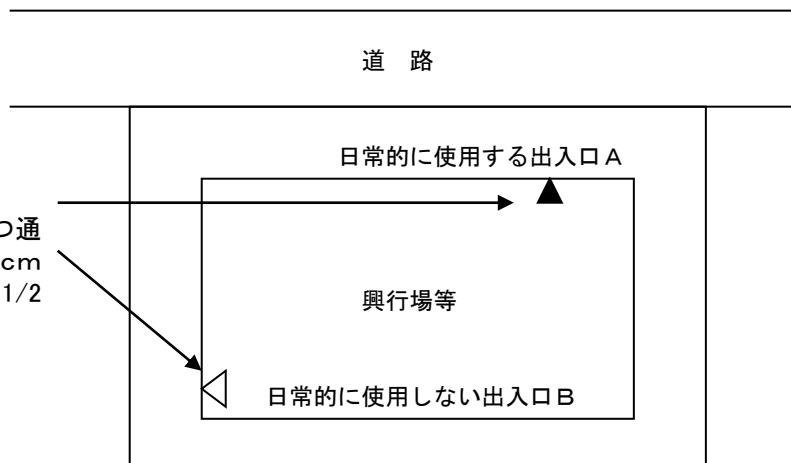 道　路
日常的に使用する出入口Ａ
つ通
ｃｍ
1/2
興行場等
日常的に使用しない出入口Ｂ